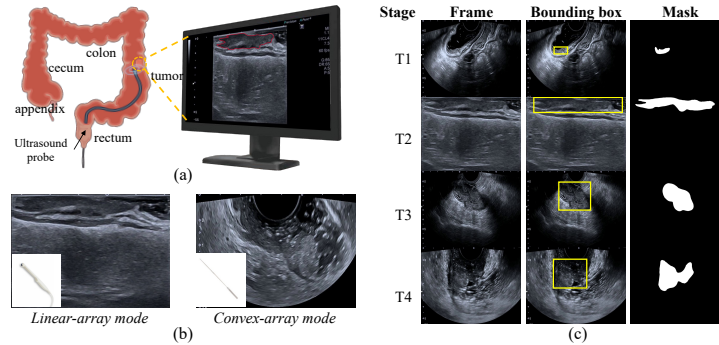 colon
cecum
tumor
appendix
Ultrasound
probe
rectum
(a)
Linear-array mode
Convex-array mode
(b)
Stage
Frame
Bounding box
Mask
T1
T2
T3
T4
(c)